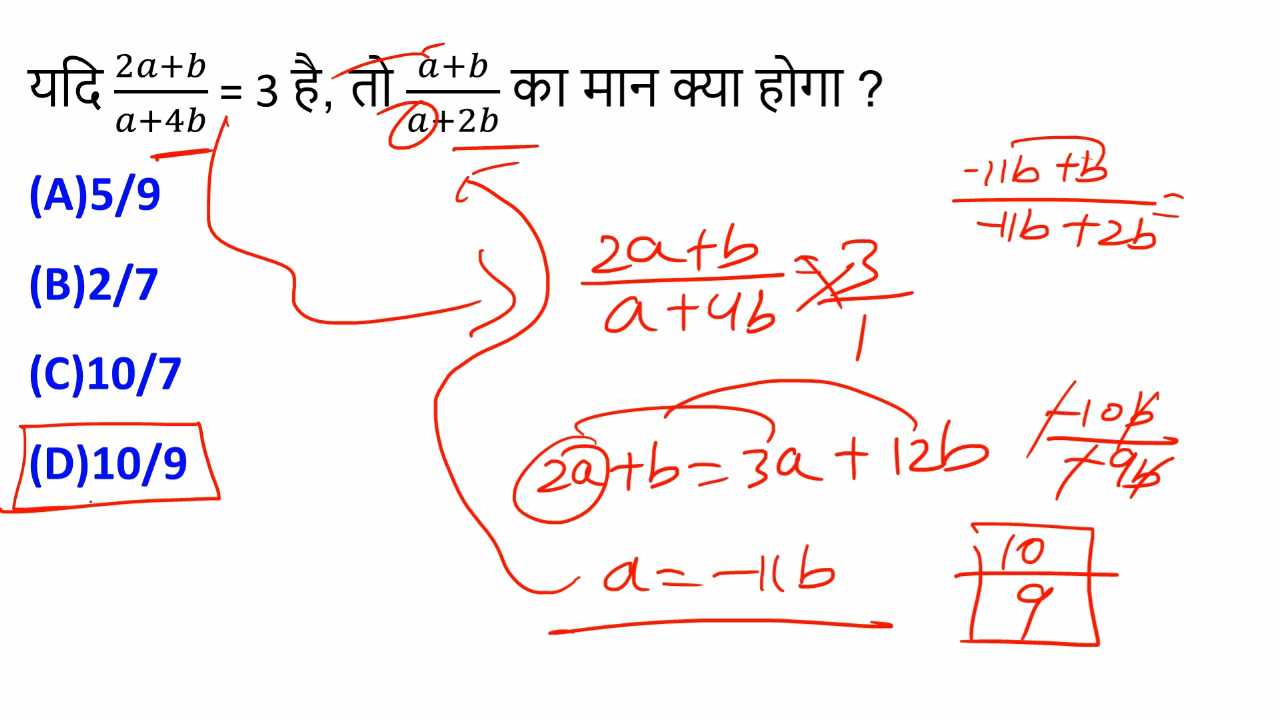 यदि (2a+b)/(a+4b) = 3 है, तो (a+b)/(a+2b) का मान क्या होगा ?
(A)5/9
(B)2/7
(C)10/7
(D)10/9
(-11b+b)/(-11b+2b) =
(2a+b)/(a+4b) = 3/1
2a+b=3a+12b
-10b/-9b
a=-11b
10/9